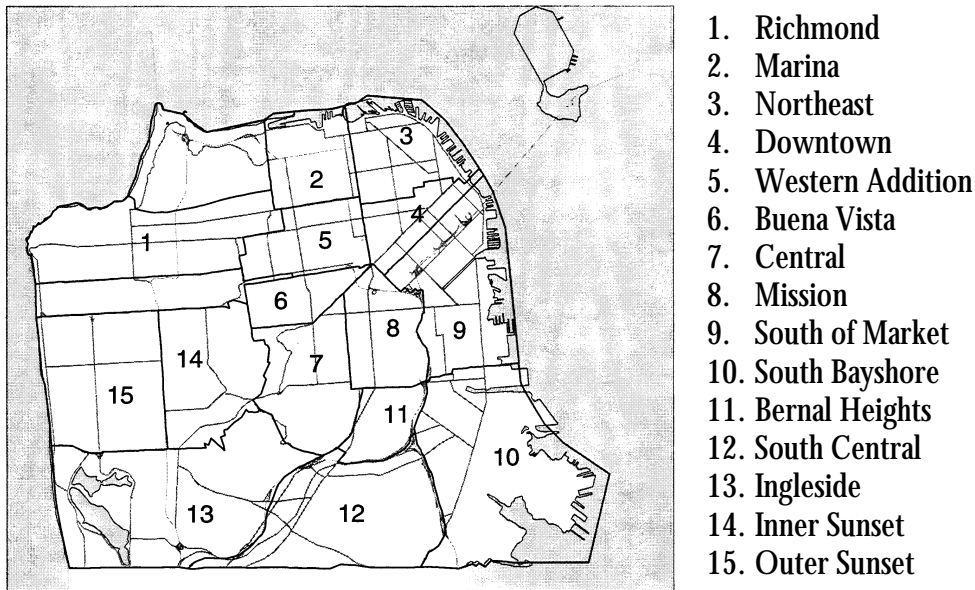 1. Richmond
2. Marina
3. Northeast
4. Downtown
5. Western Addition
6. Buena Vista
7. Central
8. Mission
9. South of Market
10. South Bayshore
11. Bernal Heights
12. South Central
13. Ingleside
14. Inner Sunset
15. Outer Sunset
3
2
4
5
1
6
8
9
14
7
15
11
10
13
12